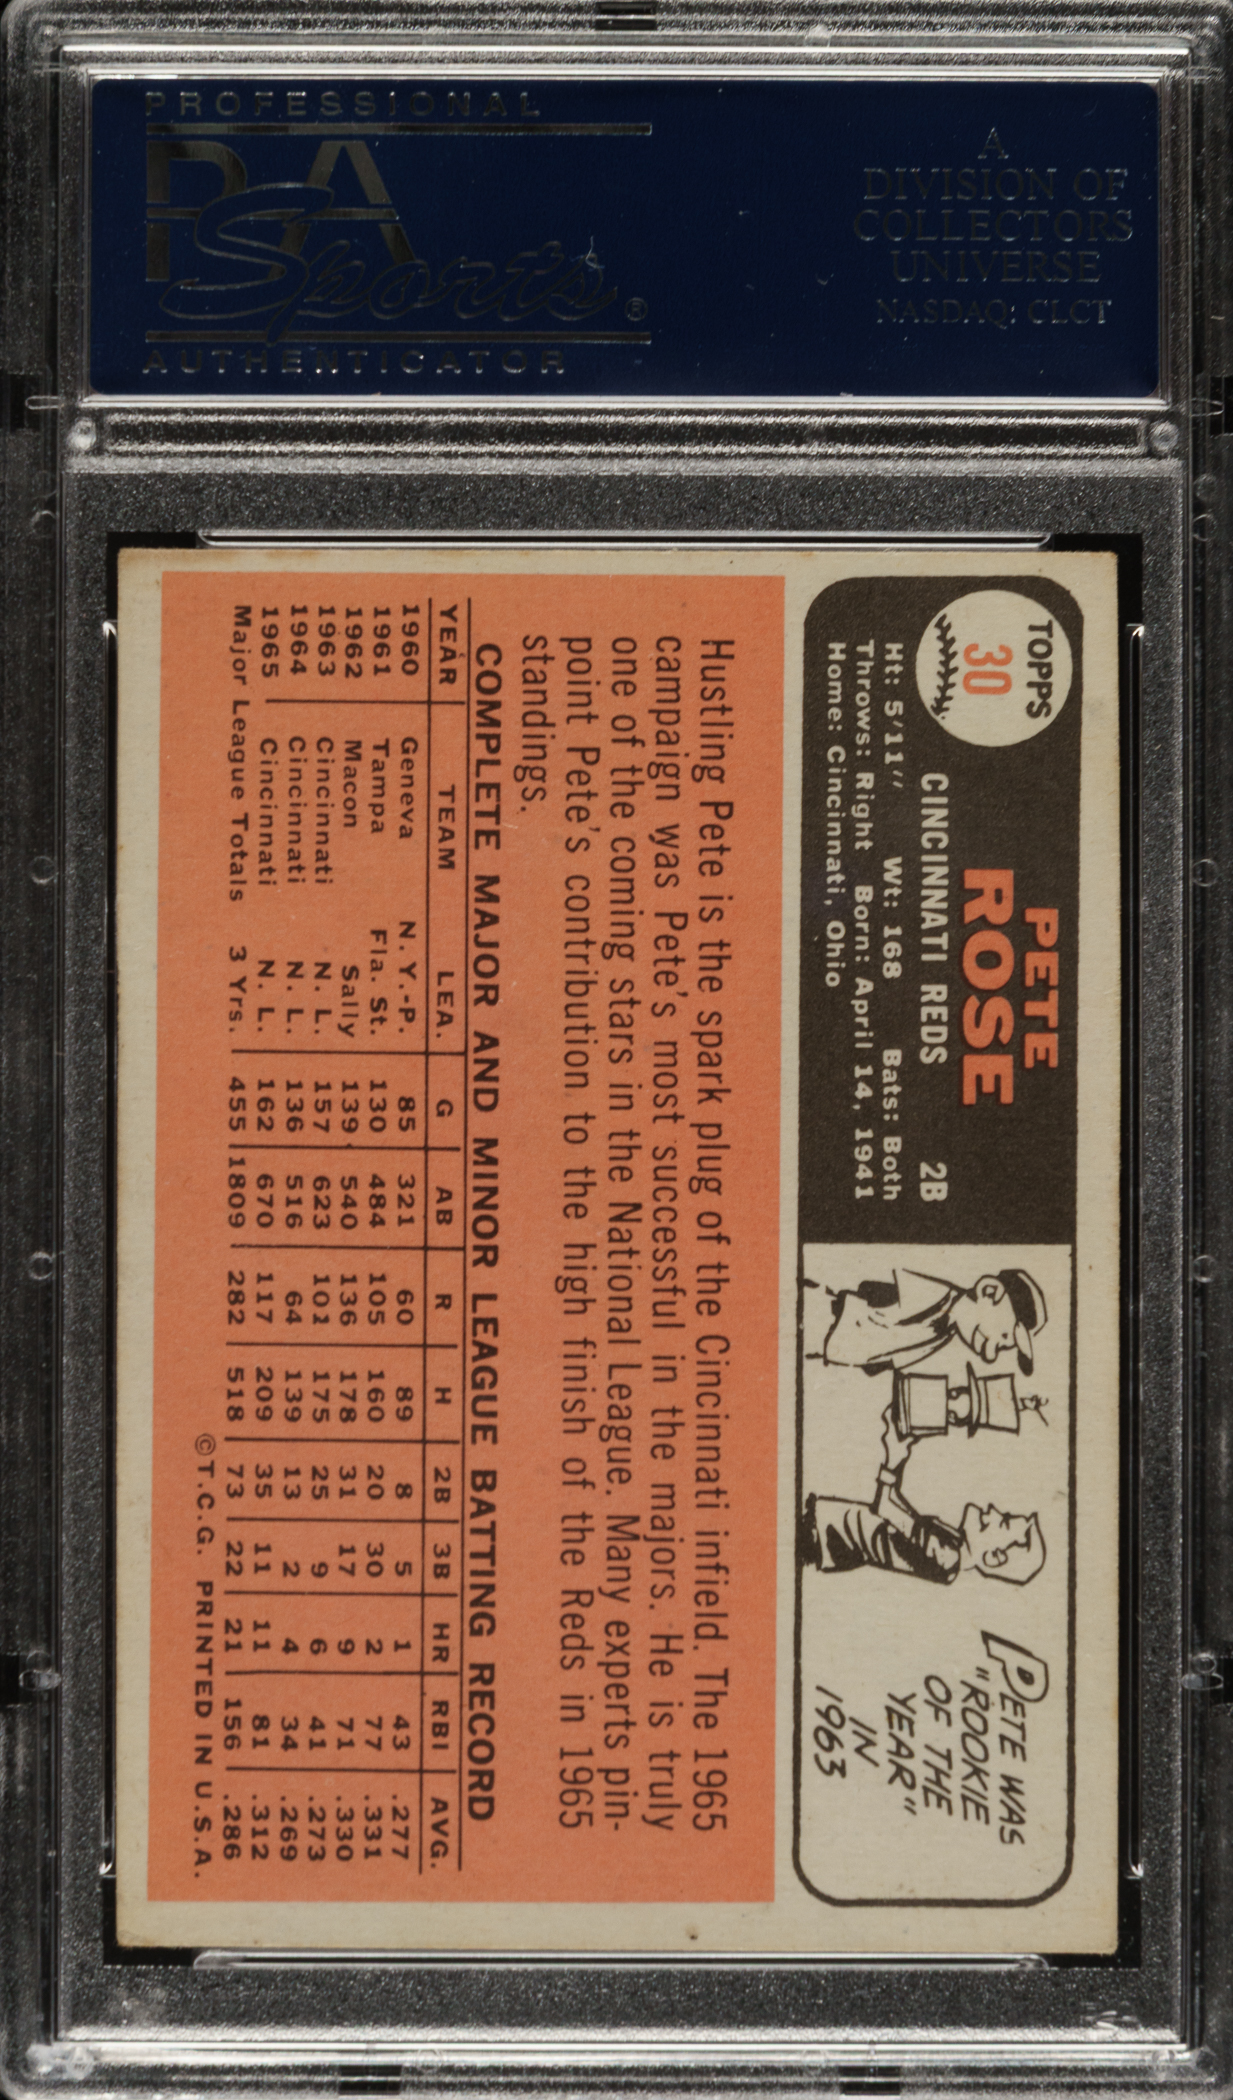 PROFESSIONAL
PSA
Sports®
AUTHENTICATOR
A
DIVISION OF
COLLECTORS
UNIVERSE
NASDAQ: CLCT
TOPPS
30
PETE
ROSE
CINCINNATI REDS 2B
Ht: 5'11" Wt: 168 Bats: Both
Throws: Right Born: April 14, 1941
Home: Cincinnati, Ohio
PETE WAS
"ROOKIE
OF THE
YEAR"
IN
1963
Hustling Pete is the spark plug of the Cincinnati infield. The 1965
campaign was Pete's most successful in the majors. He is truly
one of the coming stars in the National League. Many experts pin-
point Pete's contribution to the high finish of the Reds in 1965
standings.
COMPLETE MAJOR AND MINOR LEAGUE BATTING RECORD
YEAR TEAM LEA. G AB R H 2B 3B HR RBI AVG.
1960 Geneva N. Y.-P. 85 321 60 89 8 5 1 43 .277
1961 Tampa Fla. St. 130 484 105 160 20 30 2 77 .331
1962 Macon Sally 139 540 136 178 31 17 9 71 .330
1963 Cincinnati N. L. 157 623 101 175 25 9 6 41 .273
1964 Cincinnati N. L. 136 516 64 139 13 2 4 34 .269
1965 Cincinnati N. L. 162 670 117 209 35 11 11 81 .312
Major League Totals 3 Yrs. 455 1809 282 518 73 22 21 156 .286
©T.C.G. PRINTED IN U.S.A.